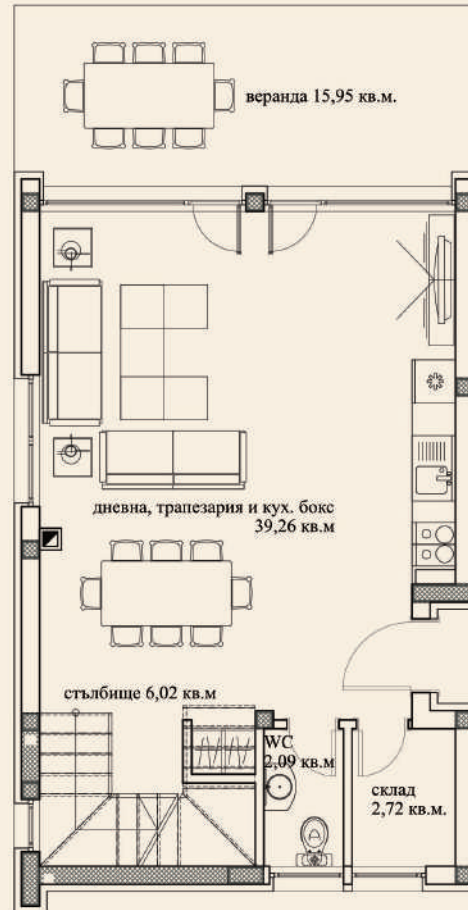 веранда 15,95 кв.м.
дневна, трапезария и кух. бокс
39,26 кв.м
стълбище 6,02 кв.м
WC
2,09 кв.м
склад
2,72 кв.м.